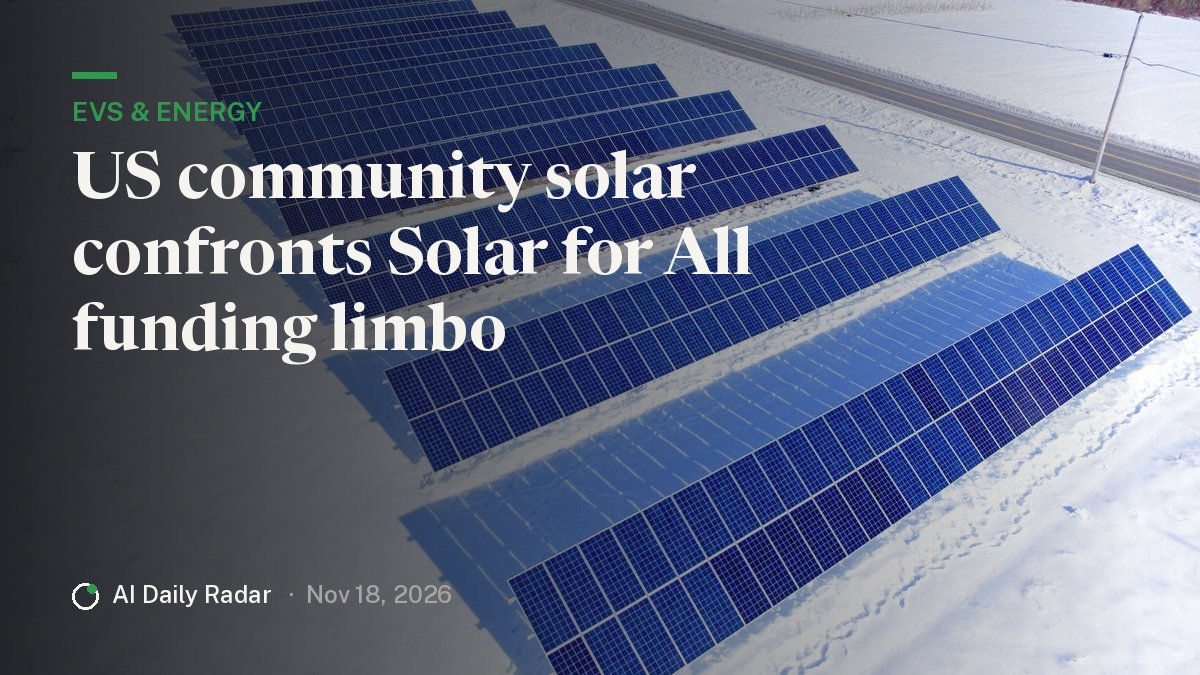 EVS & ENERGY
US community solar
confronts Solar for All
funding limbo
AI Daily Radar · Nov 18, 2026